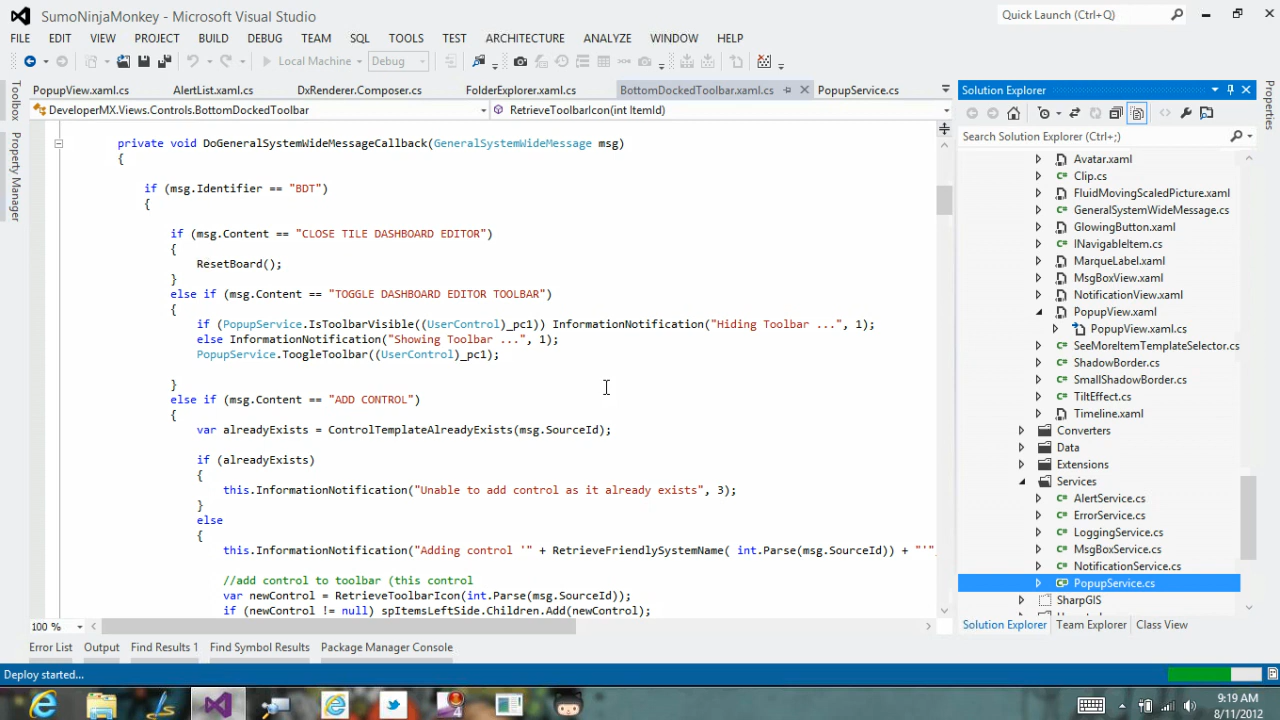 SumoNinjaMonkey - Microsoft Visual Studio
Quick Launch (Ctrl+Q)
FILE EDIT VIEW PROJECT BUILD DEBUG TEAM SQL TOOLS TEST ARCHITECTURE ANALYZE WINDOW HELP
Local Machine Debug
Toolbox
Property Manager
PopupView.xaml.cs AlertList.xaml.cs DxRenderer.Composer.cs FolderExplorer.xaml.cs BottomDockedToolbar.xaml.cs PopupService.cs
DeveloperMX.Views.Controls.BottomDockedToolbar RetrieveToolbarIcon(int ItemId)
private void DoGeneralSystemWideMessageCallback(GeneralSystemWideMessage msg)
{
if (msg.Identifier == "BDT")
{
if (msg.Content == "CLOSE TILE DASHBOARD EDITOR")
{
ResetBoard();
}
else if (msg.Content == "TOGGLE DASHBOARD EDITOR TOOLBAR")
{
if (PopupService.IsToolbarVisible((UserControl)_pc1)) InformationNotification("Hiding Toolbar ...", 1);
else InformationNotification("Showing Toolbar ...", 1);
PopupService.ToogleToolbar((UserControl)_pc1);
}
else if (msg.Content == "ADD CONTROL")
{
var alreadyExists = ControlTemplateAlreadyExists(msg.SourceId);
if (alreadyExists)
{
this.InformationNotification("Unable to add control as it already exists", 3);
}
else
{
this.InformationNotification("Adding control '" + RetrieveFriendlySystemName( int.Parse(msg.SourceId)) + "'"
//add control to toolbar (this control
var newControl = RetrieveToolbarIcon(int.Parse(msg.SourceId));
if (newControl != null) spItemsLeftSide.Children.Add(newControl);
100 %
Solution Explorer
Search Solution Explorer (Ctrl+;)
Avatar.xaml
Clip.cs
FluidMovingScaledPicture.xaml
GeneralSystemWideMessage.cs
GlowingButton.xaml
INavigableItem.cs
MarqueLabel.xaml
MsgBoxView.xaml
NotificationView.xaml
PopupView.xaml
PopupView.xaml.cs
SeeMoreItemTemplateSelector.cs
ShadowBorder.cs
SmallShadowBorder.cs
TiltEffect.cs
Timeline.xaml
Converters
Data
Extensions
Services
AlertService.cs
ErrorService.cs
LoggingService.cs
MsgBoxService.cs
NotificationService.cs
PopupService.cs
SharpGIS
Solution Explorer Team Explorer Class View
Properties
Error List Output Find Results 1 Find Symbol Results Package Manager Console
Deploy started...
9:19 AM
8/11/2012